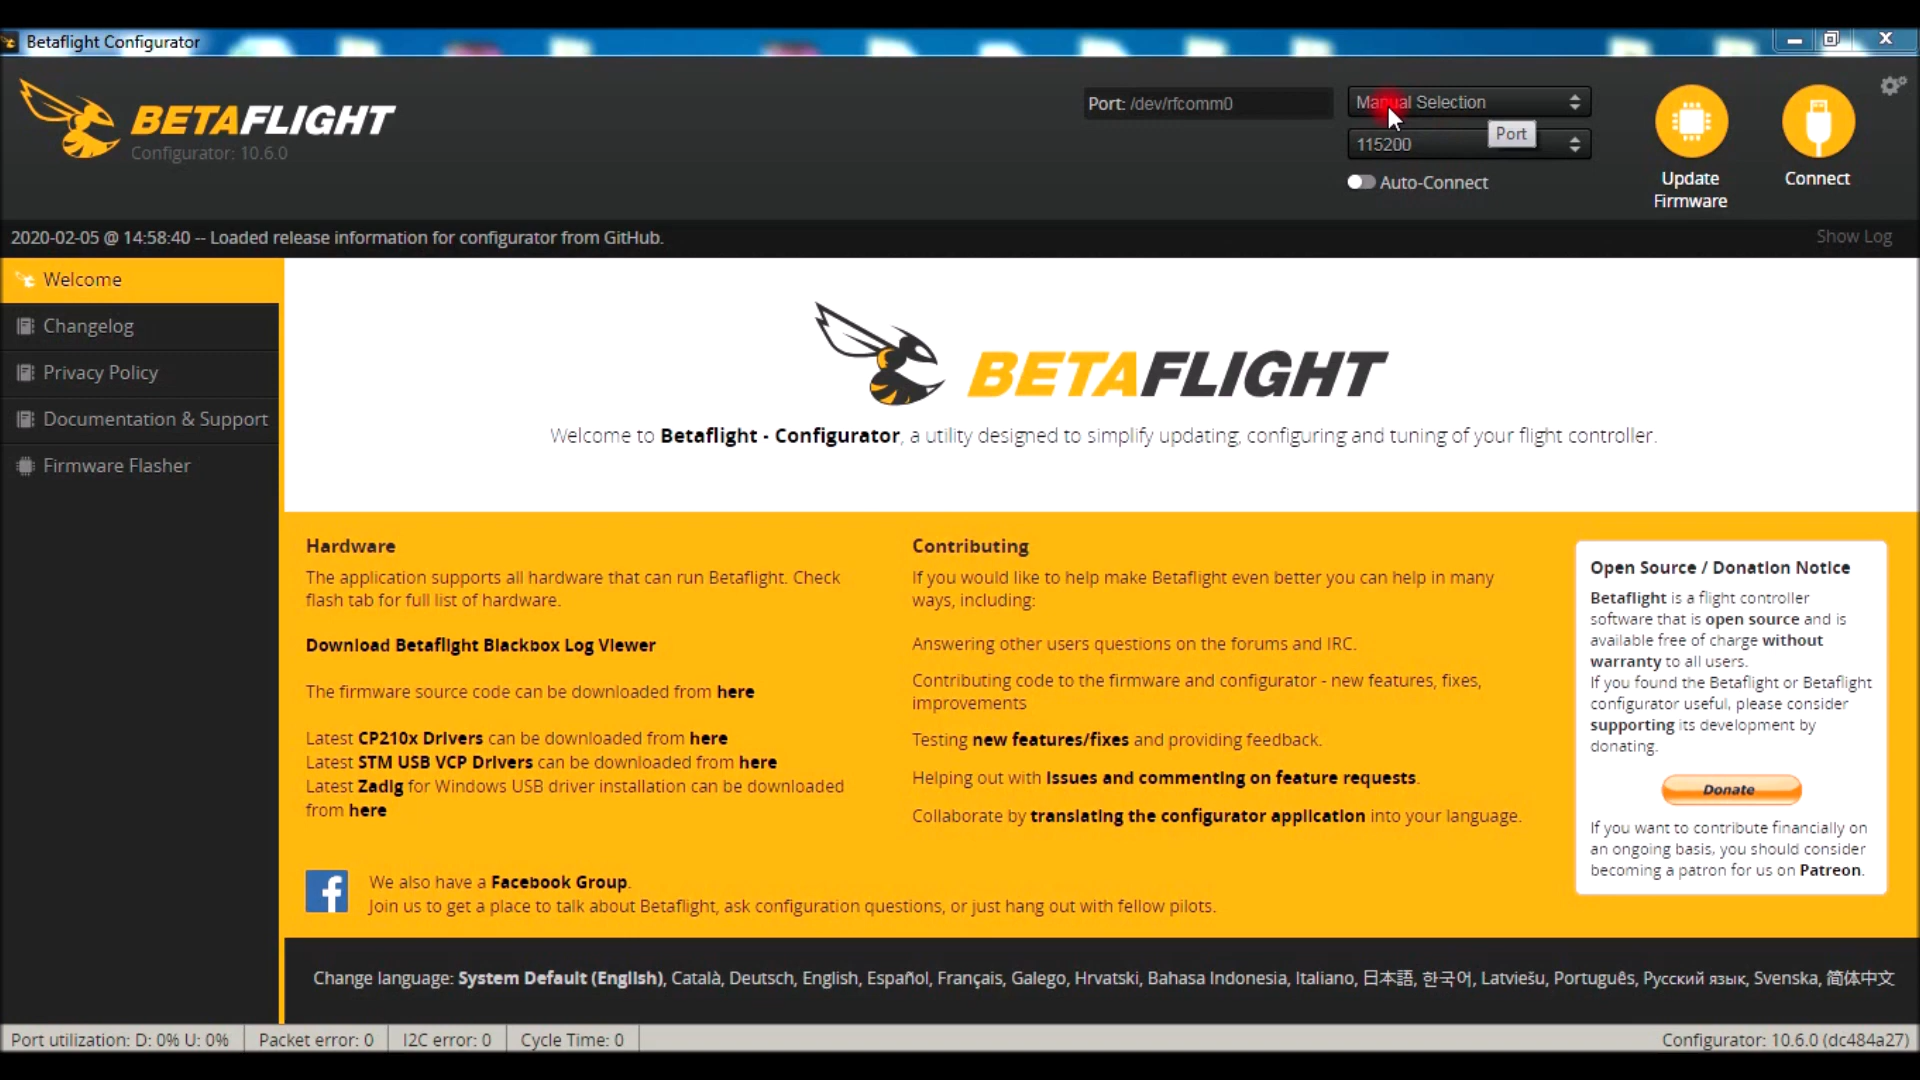 Betaflight Configurator
BETAFLIGHT
Configurator: 10.6.0
Port: /dev/rfcomm0
Manual Selection
Port
115200
Auto-Connect
Update
Firmware
Connect
2020-02-05 @ 14:58:40 -- Loaded release information for configurator from GitHub.
Show Log
Welcome
Changelog
Privacy Policy
Documentation & Support
Firmware Flasher
BETAFLIGHT
Welcome to Betaflight - Configurator, a utility designed to simplify updating, configuring and tuning of your flight controller.
Hardware
The application supports all hardware that can run Betaflight. Check
flash tab for full list of hardware.
Download Betaflight Blackbox Log Viewer
The firmware source code can be downloaded from here
Latest CP210x Drivers can be downloaded from here
Latest STM USB VCP Drivers can be downloaded from here
Latest Zadig for Windows USB driver installation can be downloaded
from here
We also have a Facebook Group.
Join us to get a place to talk about Betaflight, ask configuration questions, or just hang out with fellow pilots.
Contributing
If you would like to help make Betaflight even better you can help in many
ways, including:
Answering other users questions on the forums and IRC.
Contributing code to the firmware and configurator - new features, fixes,
improvements
Testing new features/fixes and providing feedback.
Helping out with issues and commenting on feature requests.
Collaborate by translating the configurator application into your language.
Open Source / Donation Notice
Betaflight is a flight controller
software that is open source and is
available free of charge without
warranty to all users.
If you found the Betaflight or Betaflight
configurator useful, please consider
supporting its development by
donating.
Donate
If you want to contribute financially on
an ongoing basis, you should consider
becoming a patron for us on Patreon.
Change language: System Default (English), Català, Deutsch, English, Español, Français, Galego, Hrvatski, Bahasa Indonesia, Italiano, 日本語, 한국어, Latviešu, Português, Русский язык, Svenska, 简体中文
Port utilization: D: 0% U: 0%
Packet error: 0
I2C error: 0
Cycle Time: 0
Configurator: 10.6.0 (dc484a27)